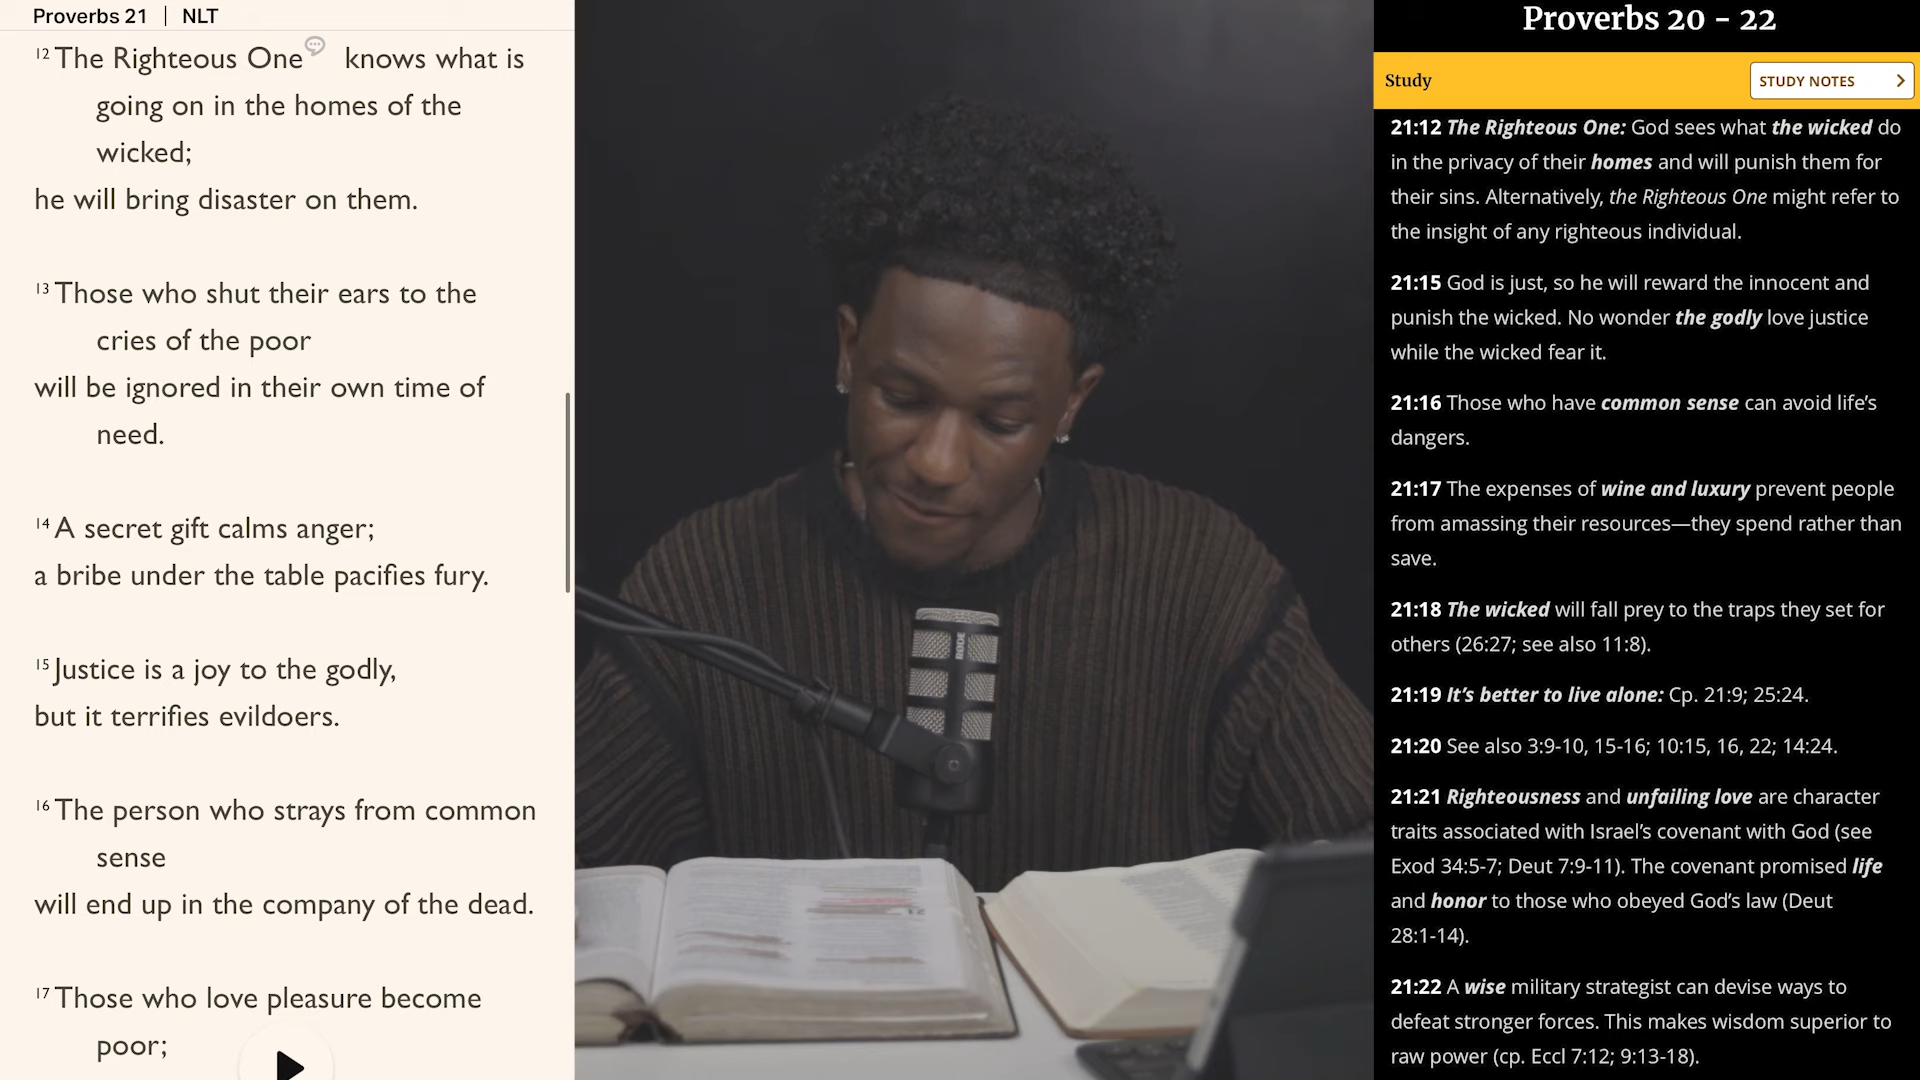 Proverbs 21 | NLT
12 The Righteous One knows what is
going on in the homes of the
wicked;
he will bring disaster on them.
13 Those who shut their ears to the
cries of the poor
will be ignored in their own time of
need.
14 A secret gift calms anger;
a bribe under the table pacifies fury.
15 Justice is a joy to the godly,
but it terrifies evildoers.
16 The person who strays from common
sense
will end up in the company of the dead.
17 Those who love pleasure become
poor;
RODE
21
Proverbs 20 - 22
Study
STUDY NOTES
21:12 The Righteous One: God sees what the wicked do
in the privacy of their homes and will punish them for
their sins. Alternatively, the Righteous One might refer to
the insight of any righteous individual.
21:15 God is just, so he will reward the innocent and
punish the wicked. No wonder the godly love justice
while the wicked fear it.
21:16 Those who have common sense can avoid life’s
dangers.
21:17 The expenses of wine and luxury prevent people
from amassing their resources—they spend rather than
save.
21:18 The wicked will fall prey to the traps they set for
others (26:27; see also 11:8).
21:19 It’s better to live alone: Cp. 21:9; 25:24.
21:20 See also 3:9-10, 15-16; 10:15, 16, 22; 14:24.
21:21 Righteousness and unfailing love are character
traits associated with Israel’s covenant with God (see
Exod 34:5-7; Deut 7:9-11). The covenant promised life
and honor to those who obeyed God’s law (Deut
28:1-14).
21:22 A wise military strategist can devise ways to
defeat stronger forces. This makes wisdom superior to
raw power (cp. Eccl 7:12; 9:13-18).